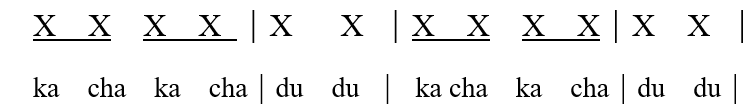 X X X X | X X | X X X X | X X |
ka cha ka cha | du du | ka cha ka cha | du du |